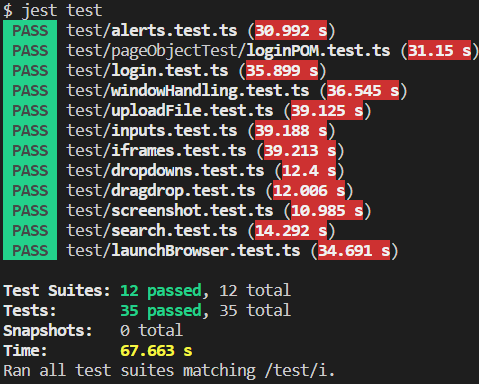 $ jest test
PASS test/alerts.test.ts (30.992 s)
PASS test/pageObjectTest/loginPOM.test.ts (31.15 s)
PASS test/login.test.ts (35.899 s)
PASS test/windowHandling.test.ts (36.545 s)
PASS test/uploadFile.test.ts (39.125 s)
PASS test/inputs.test.ts (39.188 s)
PASS test/iframes.test.ts (39.213 s)
PASS test/dropdowns.test.ts (12.4 s)
PASS test/dragdrop.test.ts (12.006 s)
PASS test/screenshot.test.ts (10.985 s)
PASS test/search.test.ts (14.292 s)
PASS test/launchBrowser.test.ts (34.691 s)
Test Suites: 12 passed, 12 total
Tests: 35 passed, 35 total
Snapshots: 0 total
Time: 67.663 s
Ran all test suites matching /test/i.